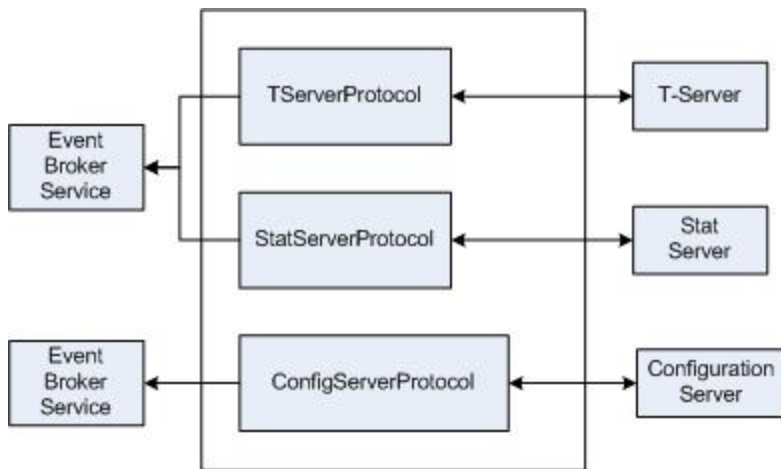 TServerProtocol
T-Server
Event
Broker
Service
StatServerProtocol
Stat
Server
Event
Broker
Service
ConfigServerProtocol
Configuration
Server